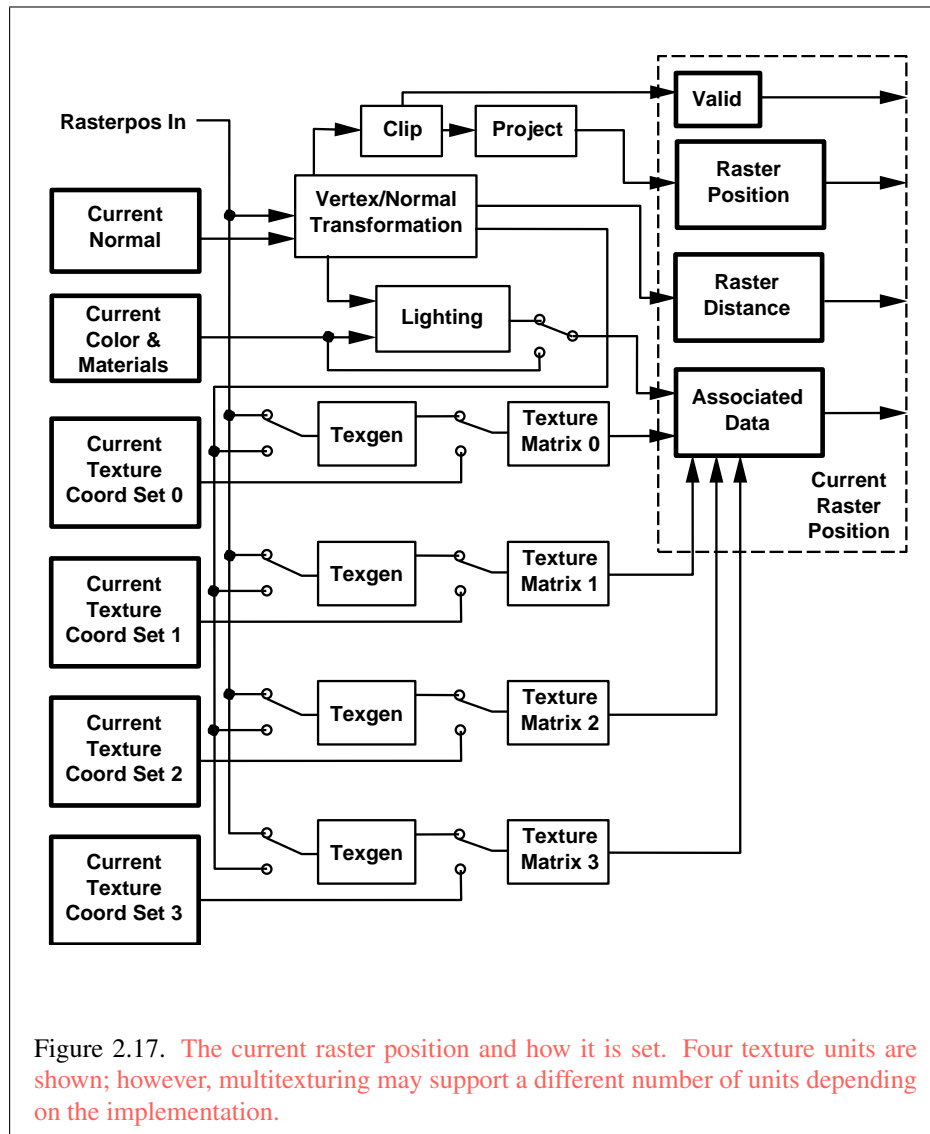 Valid
Rasterpos In
Clip
Project
Raster
Position
Vertex/Normal
Transformation
Current
Normal
Raster
Distance
Current
Color &
Materials
Lighting
Associated
Data
Current
Texture
Coord Set 0
Texgen
Texture
Matrix 0
Current
Raster
Position
Current
Texture
Coord Set 1
Texgen
Texture
Matrix 1
Current
Texture
Coord Set 2
Texgen
Texture
Matrix 2
Current
Texture
Coord Set 3
Texgen
Texture
Matrix 3
Figure 2.17. The current raster position and how it is set. Four texture units are
shown; however, multitexturing may support a different number of units depending
on the implementation.